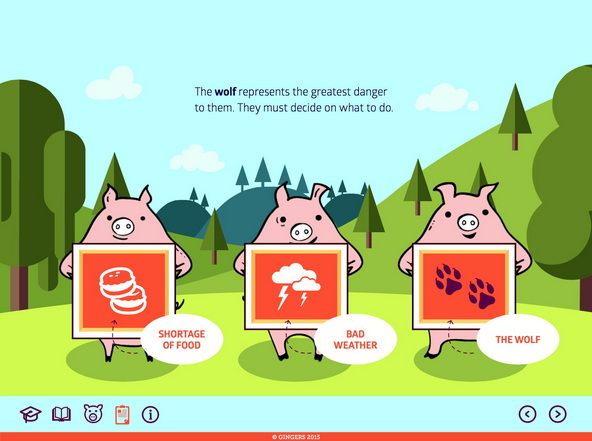 The wolf represents the greatest danger
to them. They must decide on what to do.
SHORTAGE
OF FOOD
BAD
WEATHER
THE WOLF
© GINGERS 2015